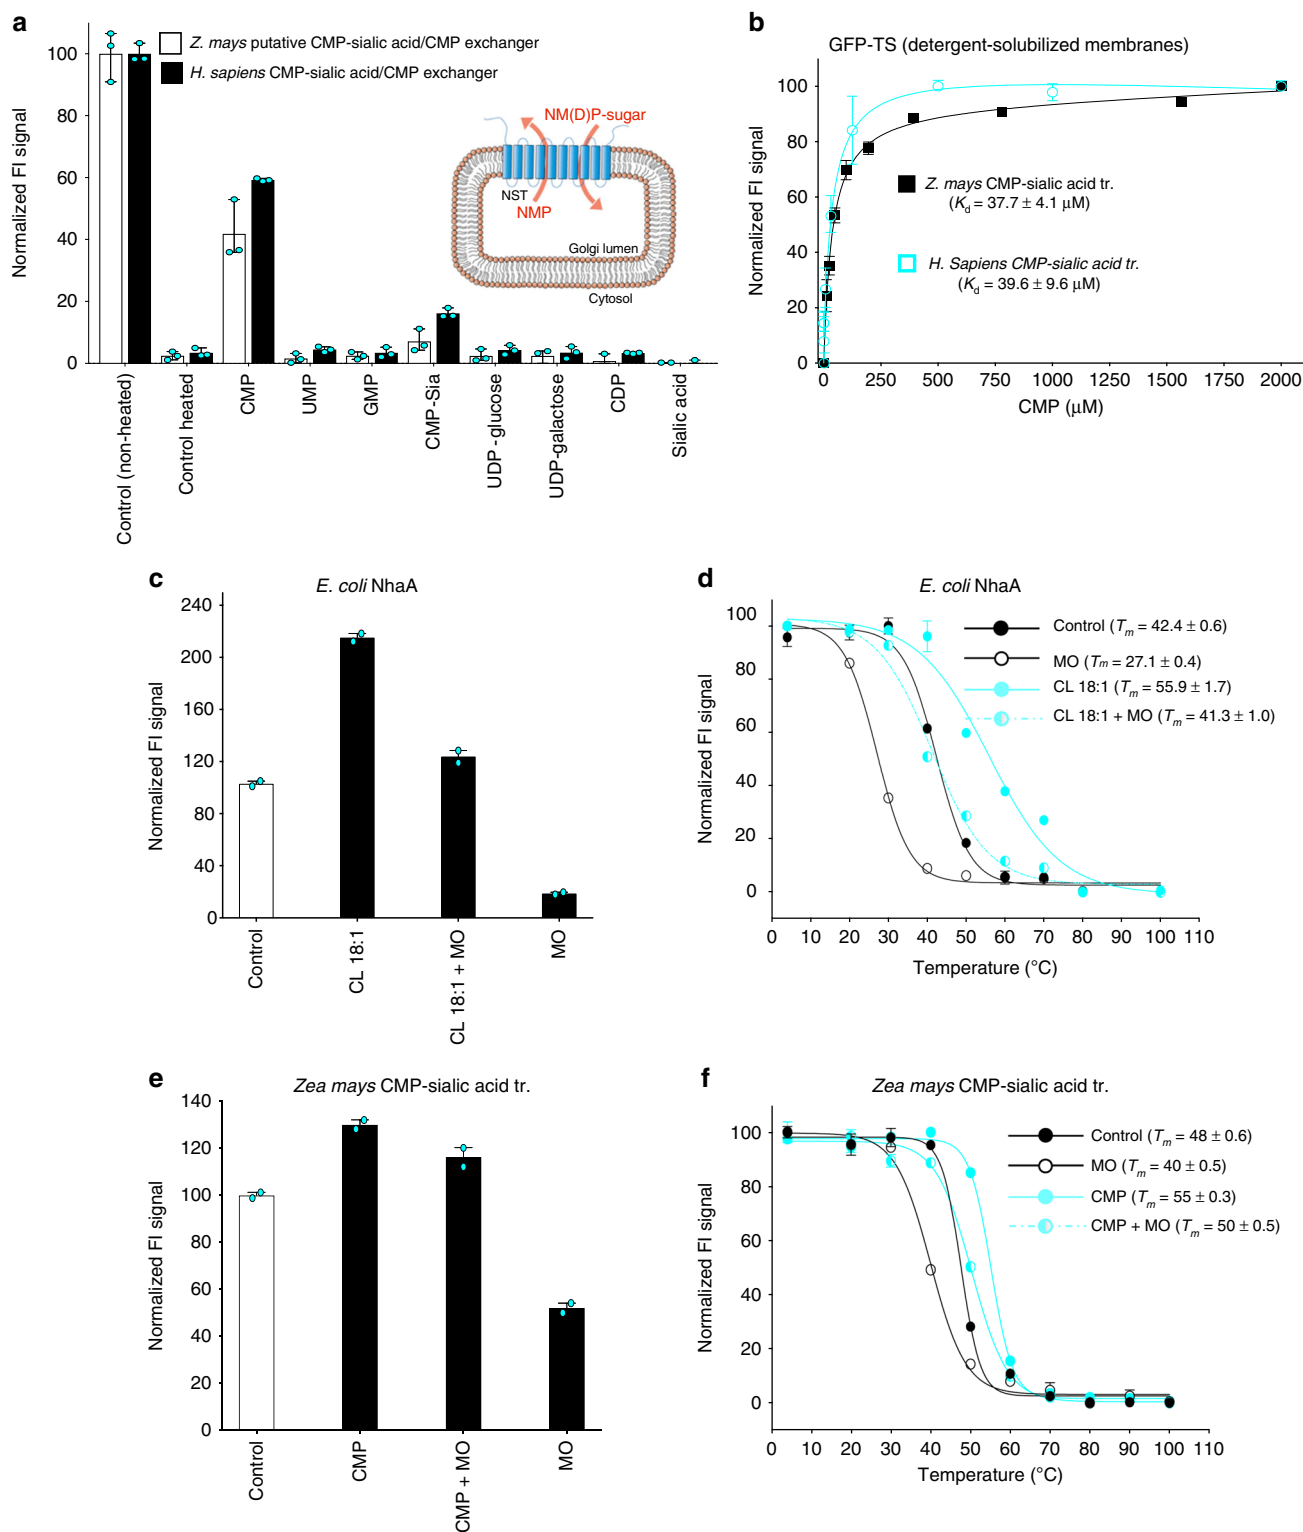 a
Z. mays putative CMP-sialic acid/CMP exchanger
H. sapiens CMP-sialic acid/CMP exchanger
Normalized FI signal
100
80
60
40
20
0
NM(D)P-sugar
NST
NMP
Golgi lumen
Cytosol
Control (non-heated)
Control heated
CMP
UMP
GMP
CMP-Sia
UDP-glucose
UDP-galactose
CDP
Sialic acid
b
GFP-TS (detergent-solubilized membranes)
Normalized FI signal
100
80
60
40
20
0
Z. mays CMP-sialic acid tr.
(Kd = 37.7 ± 4.1 μM)
H. Sapiens CMP-sialic acid tr.
(Kd = 39.6 ± 9.6 μM)
0 250 500 750 1000 1250 1500 1750 2000
CMP (μM)
c
E. coli NhaA
Normalized FI signal
240
200
160
120
80
40
0
Control
CL 18:1
CL 18:1 + MO
MO
d
E. coli NhaA
Normalized FI signal
100
80
60
40
20
0
Control (Tm = 42.4 ± 0.6)
MO (Tm = 27.1 ± 0.4)
CL 18:1 (Tm = 55.9 ± 1.7)
CL 18:1 + MO (Tm = 41.3 ± 1.0)
0 10 20 30 40 50 60 70 80 90 100 110
Temperature (°C)
e
Zea mays CMP-sialic acid tr.
Normalized FI signal
140
120
100
80
60
40
20
0
Control
CMP
CMP + MO
MO
f
Zea mays CMP-sialic acid tr.
Normalized FI signal
100
80
60
40
20
0
Control (Tm = 48 ± 0.6)
MO (Tm = 40 ± 0.5)
CMP (Tm = 55 ± 0.3)
CMP + MO (Tm = 50 ± 0.5)
0 10 20 30 40 50 60 70 80 90 100 110
Temperature (°C)